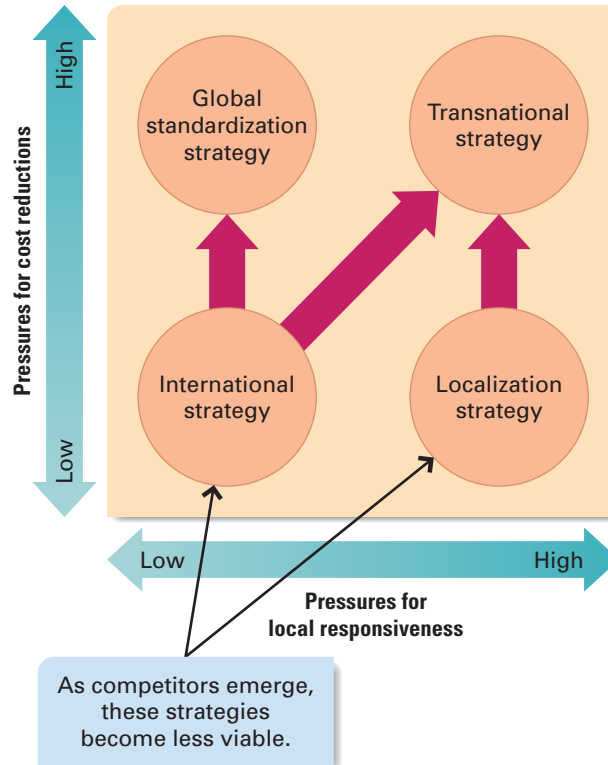 High
Global
standardization
strategy
Transnational
strategy
Pressures for cost reductions
International
strategy
Localization
strategy
Low
Low
High
Pressures for
local responsiveness
As competitors emerge,
these strategies
become less viable.